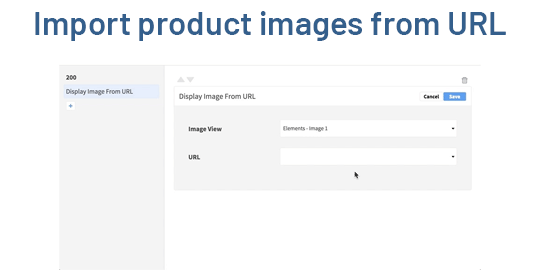 Import product images from URL
200
Display Image From URL
+
Display Image From URL
Cancel
Save
Image View
Elements - Image 1
URL